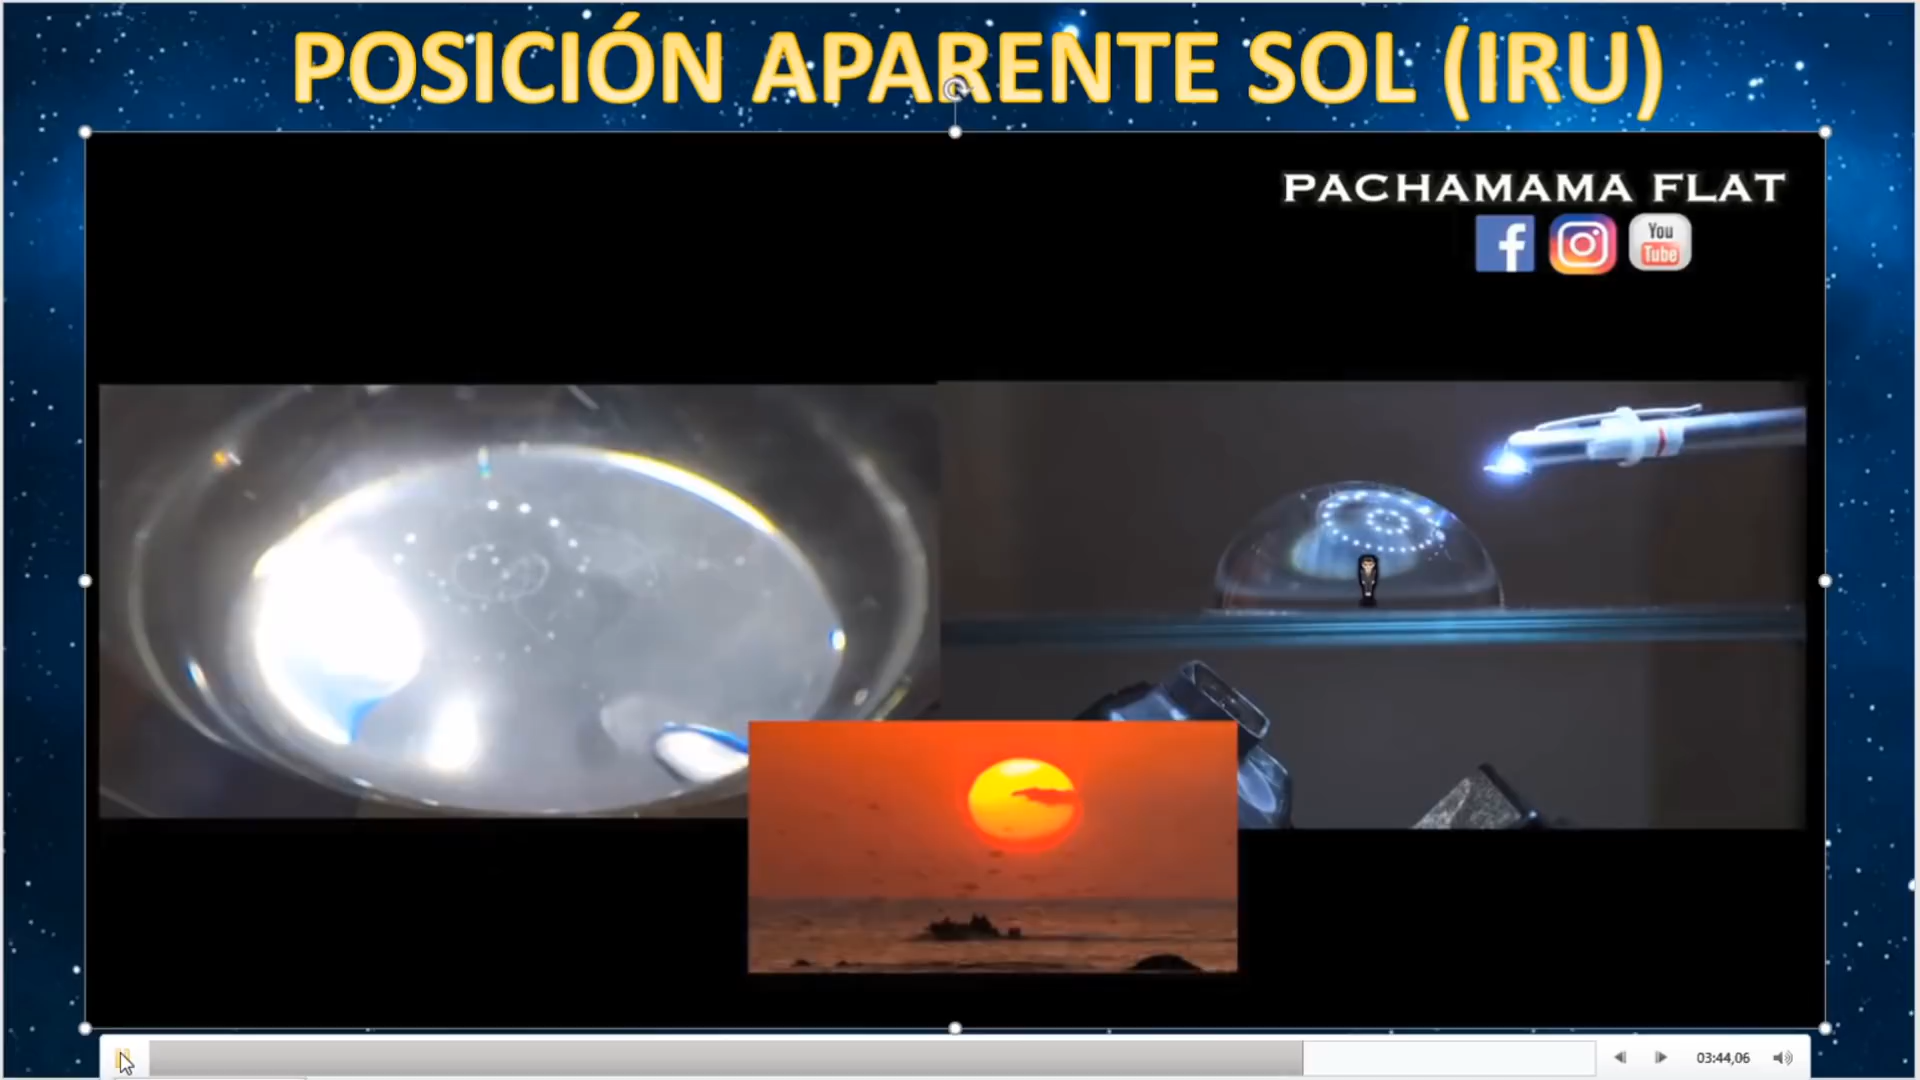 POSICIÓN APARENTE SOL (IRU)
PACHAMAMA FLAT
You
Tube
03:44,06